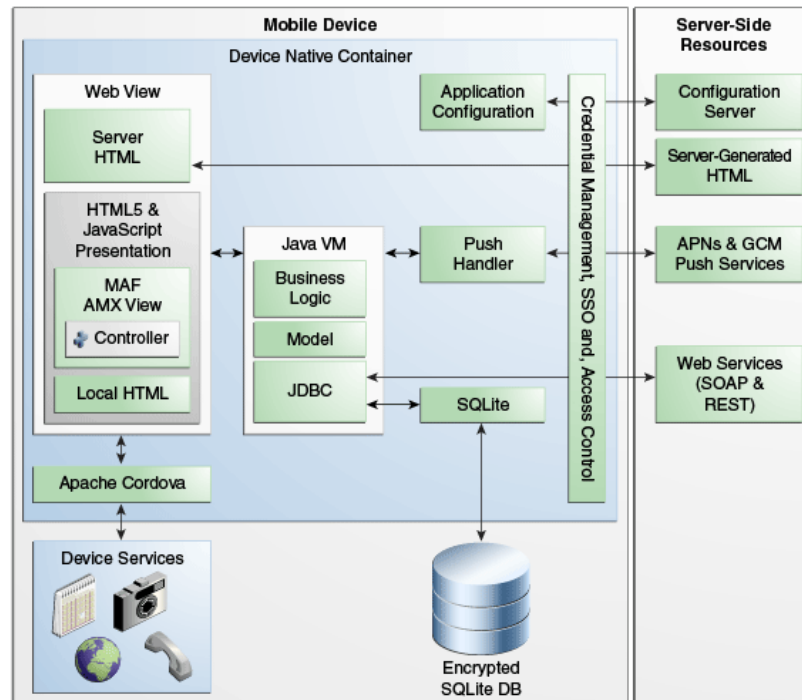 Mobile Device
Device Native Container
Web View
Server
HTML
HTML5 &
JavaScript
Presentation
MAF
AMX View
Controller
Local HTML
Apache Cordova
Device Services
Java VM
Business
Logic
Model
JDBC
Application
Configuration
Push
Handler
SQLite
Encrypted
SQLite DB
Credential Management, SSO and, Access Control
Server-Side
Resources
Configuration
Server
Server-Generated
HTML
APNs & GCM
Push Services
Web Services
(SOAP &
REST)